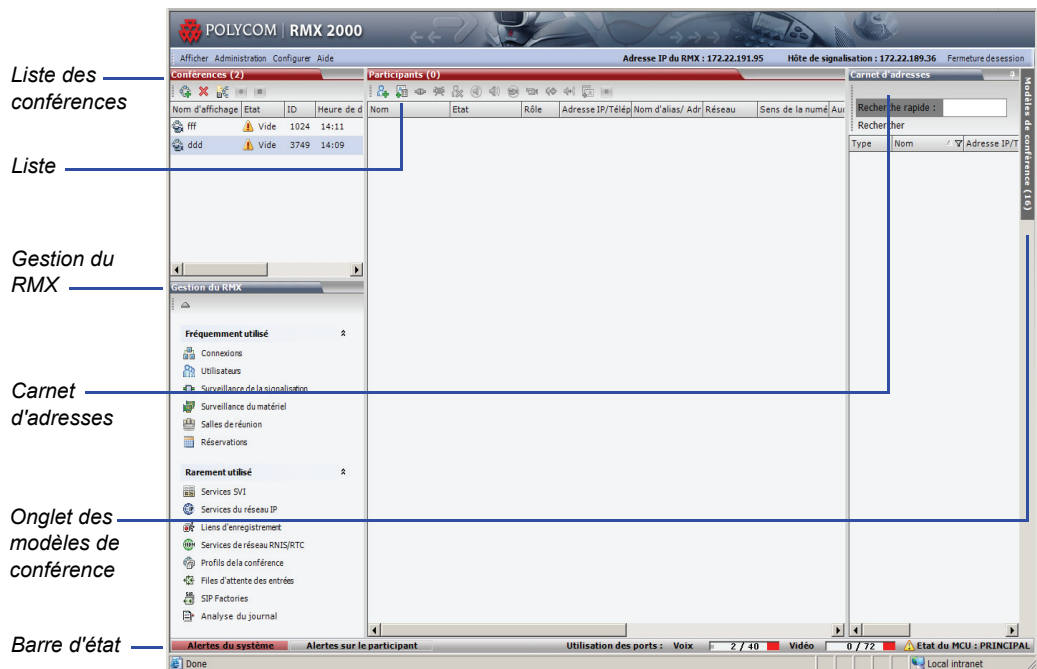 POLYCOM | RMX 2000
Afficher Administration Configurer Aide
Adresse IP du RMX : 172.22.191.95
Hôte de signalisation : 172.22.189.36
Fermeture de session
Liste des conférences
Conférences (2)
Participants (0)
Carnet d'adresses
Modèles de conférence (16)
Nom d'affichage Etat ID Heure de d
Nom Etat Rôle Adresse IP/Télép Nom d'alias/ Adr Réseau Sens de la numé Aud
Recherche rapide :
Rechercher
fff Vide 1024 14:11
ddd Vide 3749 14:09
Type Nom Adresse IP/T
Liste
Gestion du RMX
Gestion du RMX
Fréquemment utilisé
Connexions
Utilisateurs
Surveillance de la signalisation
Surveillance du matériel
Salles de réunion
Réservations
Carnet d'adresses
Rarement utilisé
Services SVI
Services du réseau IP
Liens d'enregistrement
Services de réseau RNIS/RTC
Profils de la conférence
Files d'attente des entrées
SIP Factories
Analyse du journal
Onglet des modèles de conférence
Barre d'état
Alertes du système
Alertes sur le participant
Utilisation des ports : Voix 2 / 40 Vidéo 0 / 72
Etat du MCU : PRINCIPAL
Done
Local intranet